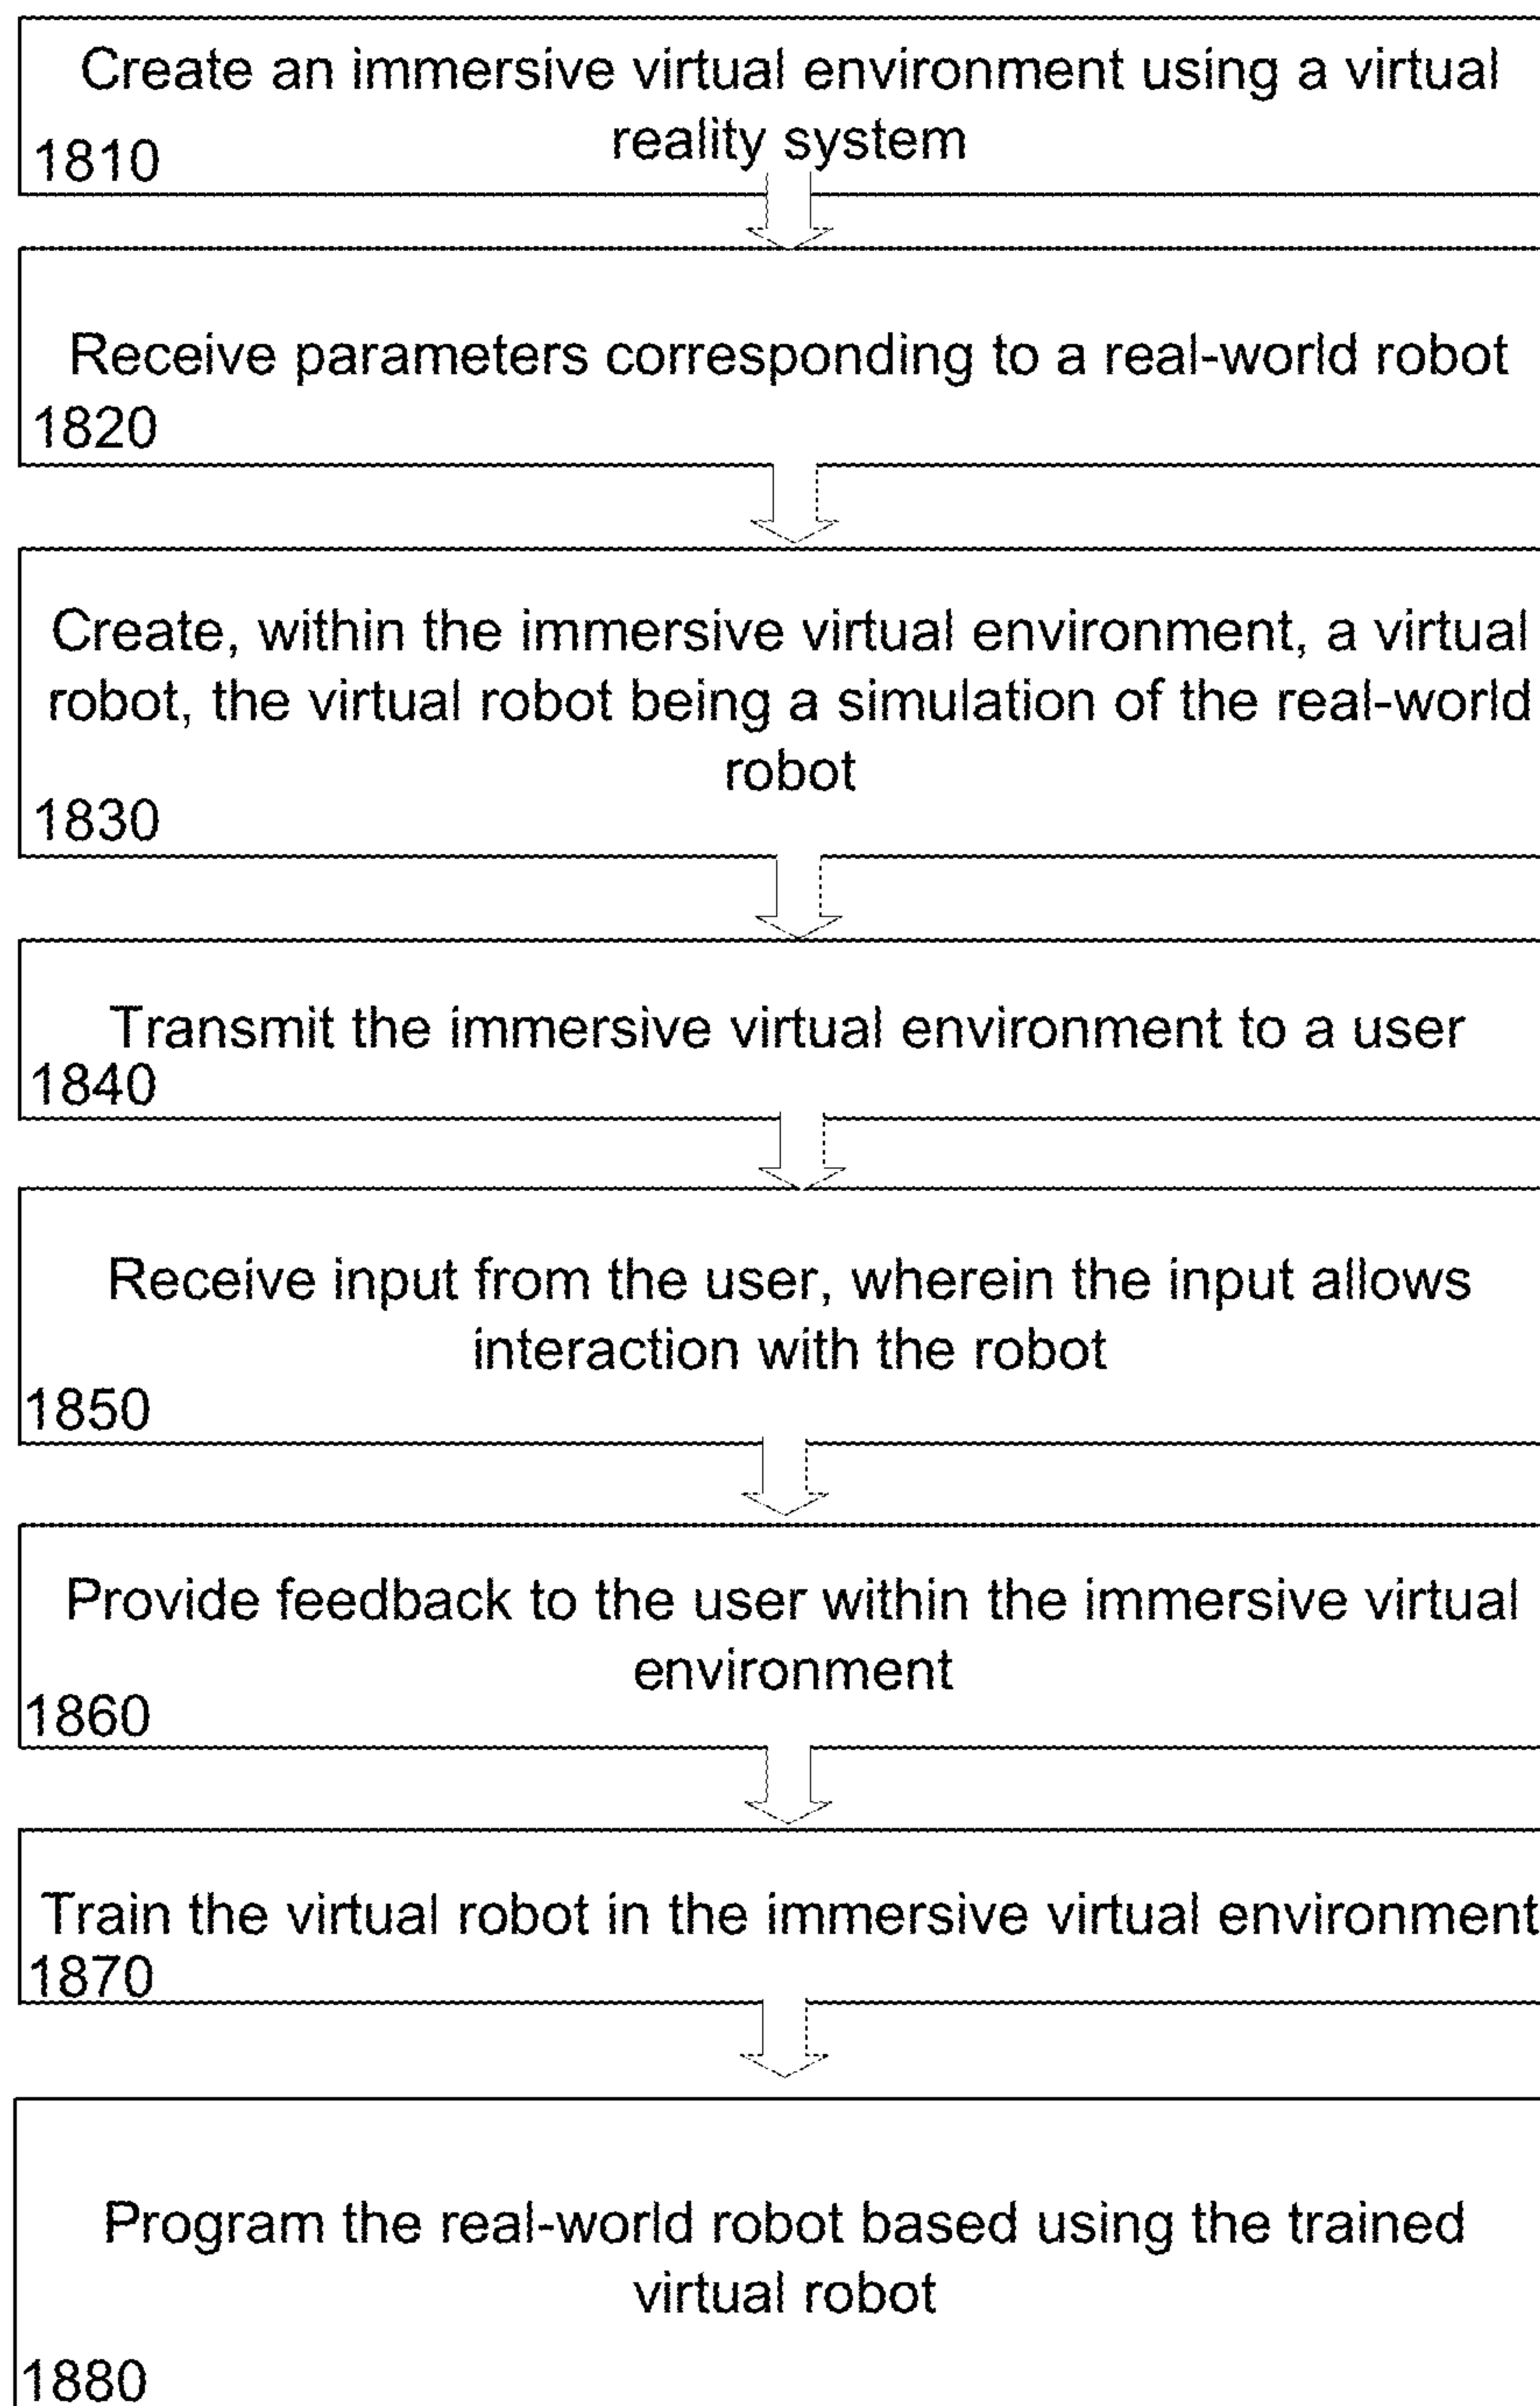 Create an immersive virtual environment using a virtual
reality system
1810
Receive parameters corresponding to a real-world robot
1820
Create, within the immersive virtual environment, a virtual
robot, the virtual robot being a simulation of the real-world
robot
1830
Transmit the immersive virtual environment to a user
1840
Receive input from the user, wherein the input allows
interaction with the robot
1850
Provide feedback to the user within the immersive virtual
environment
1860
Train the virtual robot in the immersive virtual environment
1870
Program the real-world robot based using the trained
virtual robot
1880